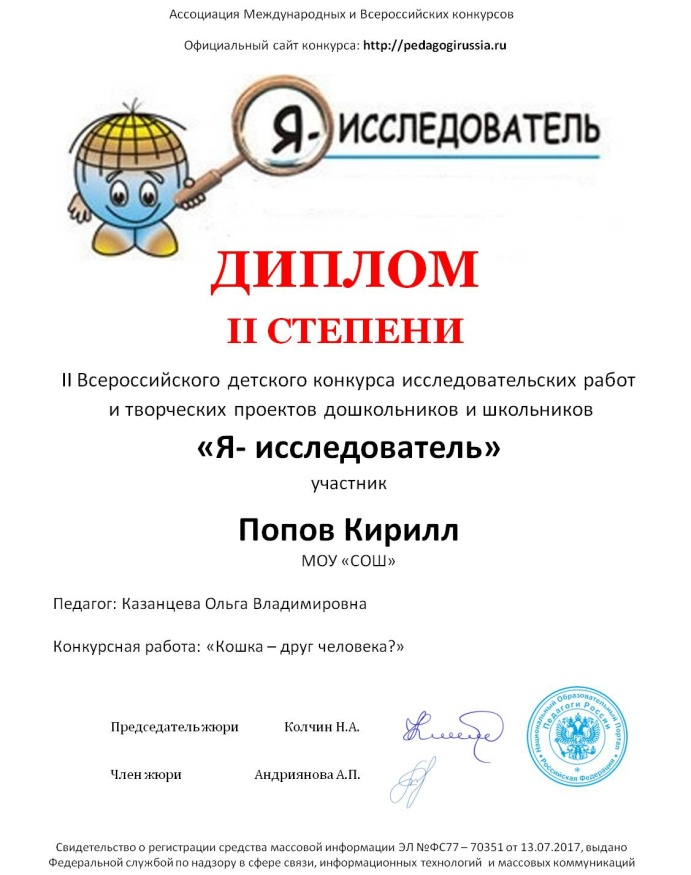 Ассоциация Международных и Всероссийских конкурсов
Официальный сайт конкурса: http://pedagogirussia.ru
Я- ИССЛЕДОВАТЕЛЬ
ДИПЛОМ
II СТЕПЕНИ
II Всероссийского детского конкурса исследовательских работ
и творческих проектов дошкольников и школьников
«Я- исследователь»
участник
Попов Кирилл
МОУ «СОШ»
Педагог: Казанцева Ольга Владимировна
Конкурсная работа: «Кошка – друг человека?»
Председатель жюри Колчин Н.А.
Член жюри Андриянова А.П.
Национальный Образовательный Портал
Педагоги России
Российская Федерация
Свидетельство о регистрации средства массовой информации ЭЛ №ФС77 – 70351 от 13.07.2017, выдано
Федеральной службой по надзору в сфере связи, информационных технологий и массовых коммуникаций